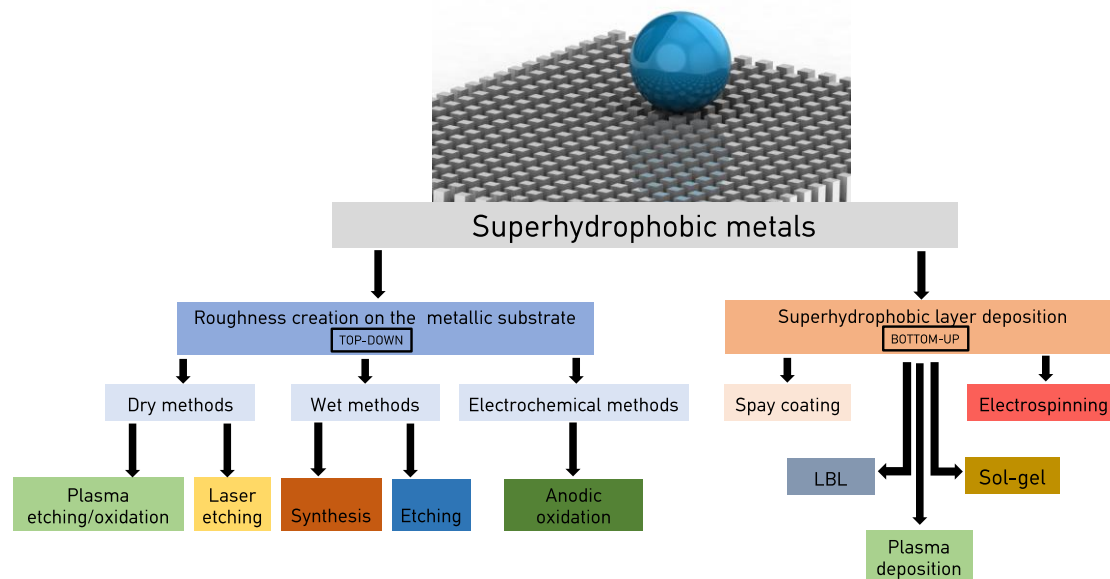 Superhydrophobic metals
Roughness creation on the metallic substrate
TOP-DOWN
Superhydrophobic layer deposition
BOTTOM-UP
Dry methods
Wet methods
Electrochemical methods
Spay coating
Electrospinning
Plasma
etching/oxidation
Laser
etching
Synthesis
Etching
Anodic
oxidation
LBL
Sol-gel
Plasma
deposition